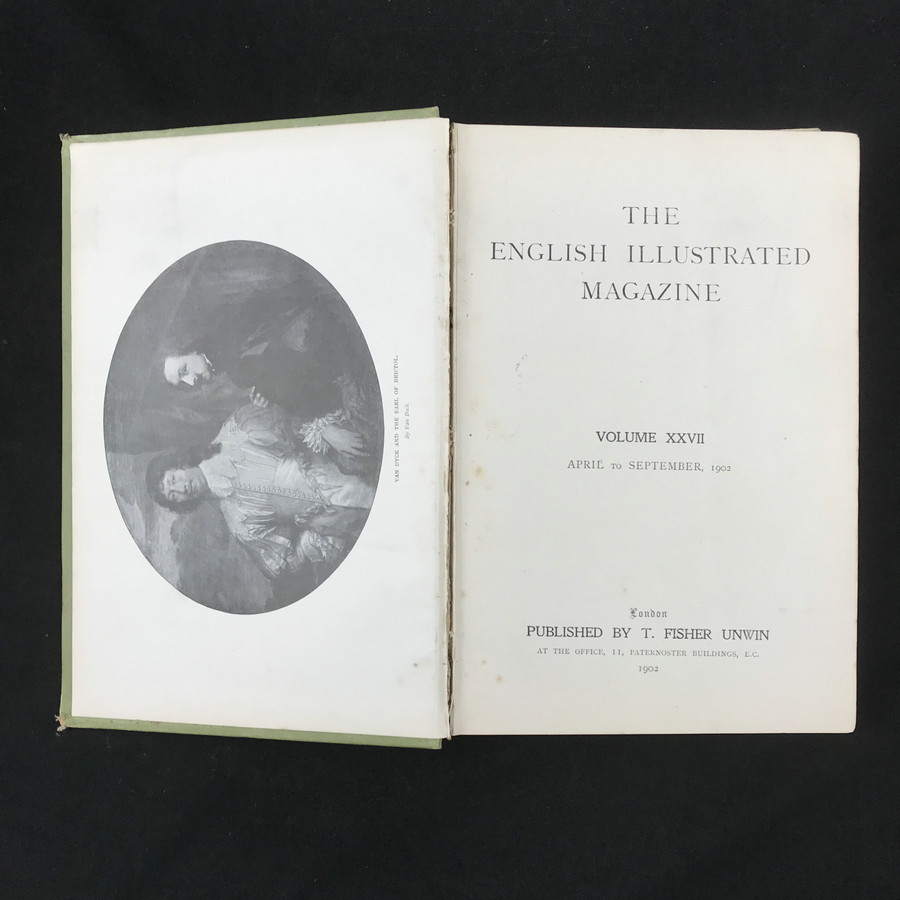 VAN DYCK AND THE EARL OF BRISTOL.
By Van Dyck.
THE
ENGLISH ILLUSTRATED
MAGAZINE
VOLUME XXVII
APRIL TO SEPTEMBER, 1902
London
PUBLISHED BY T. FISHER UNWIN
AT THE OFFICE, 11, PATERNOSTER BUILDINGS, E.C.
1902